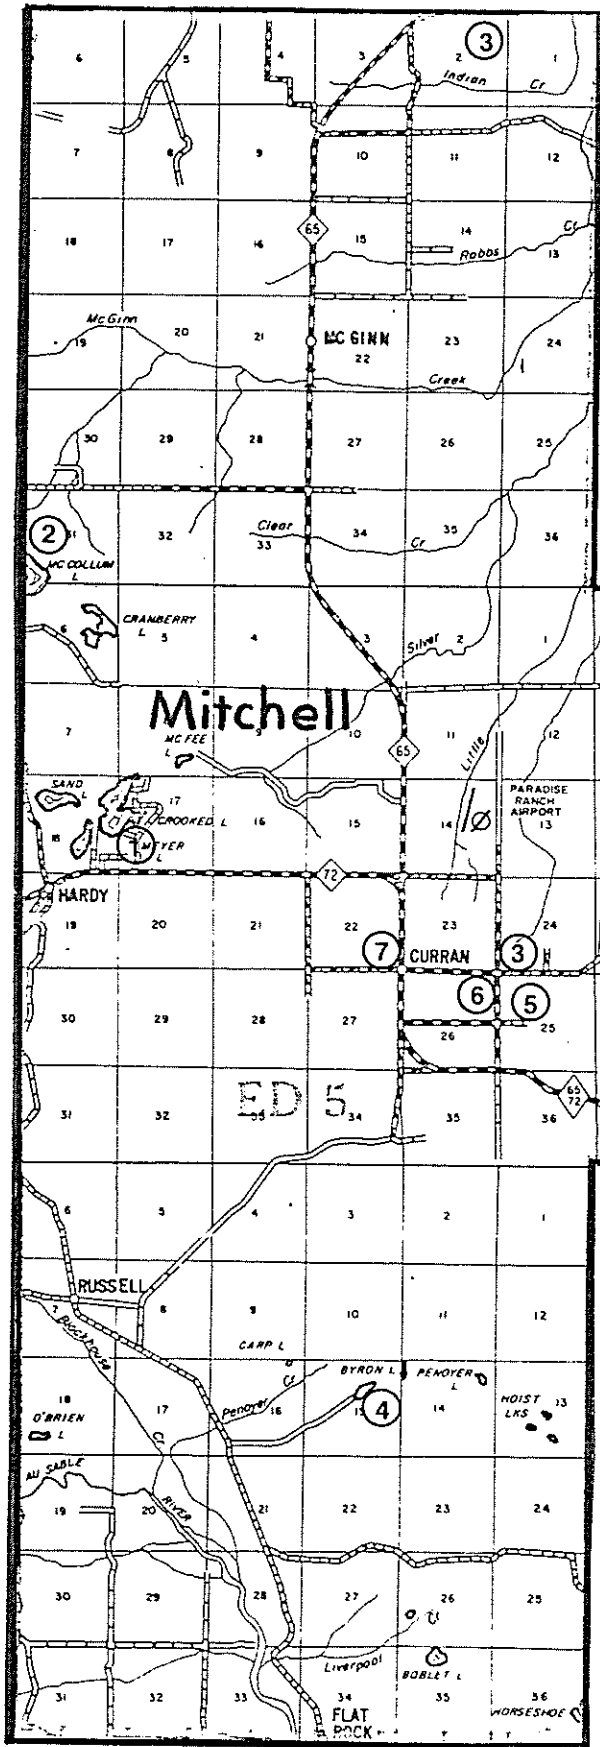 3
6 5 4 3 2 1
Indian Cr
7 8 9 10 11 12
65
18 17 16 15 14 13
Robbs Cr
McGinn
19 20 21 MC GINN 22 23 24
Creek
30 29 28 27 26 25
2
31 32 33 34 35 36
Clear Cr
MC COLLUM L
CRANBERRY L
6 5 4 3 2 1
Silver
Mitchell
7 9 10 11 12
MC FEE L
65
Little
SAND L
17 16 15 14 13
PARADISE
RANCH
AIRPORT
CROOKED L
18
7
MEYER L
72
HARDY
19 20 21 22 23 24
7 CURRAN 3
6 5
30 29 28 27 26 25
65
72
ED 5
31 32 33 34 35 36
6 5 4 3 2 1
RUSSELL
7 8 9 10 11 12
Blockhouse Cr
CARP L
BYRON L
PENOYER L
Penoyer Cr
18 17 16 15 14 13
4
HOIST LKS
O'BRIEN L
AU SABLE RIVER
19 20 21 22 23 24
30 29 28 27 26 25
Liverpool
BOBLET L
31 32 33 34 35 36
FLAT
ROCK
HORSESHOE